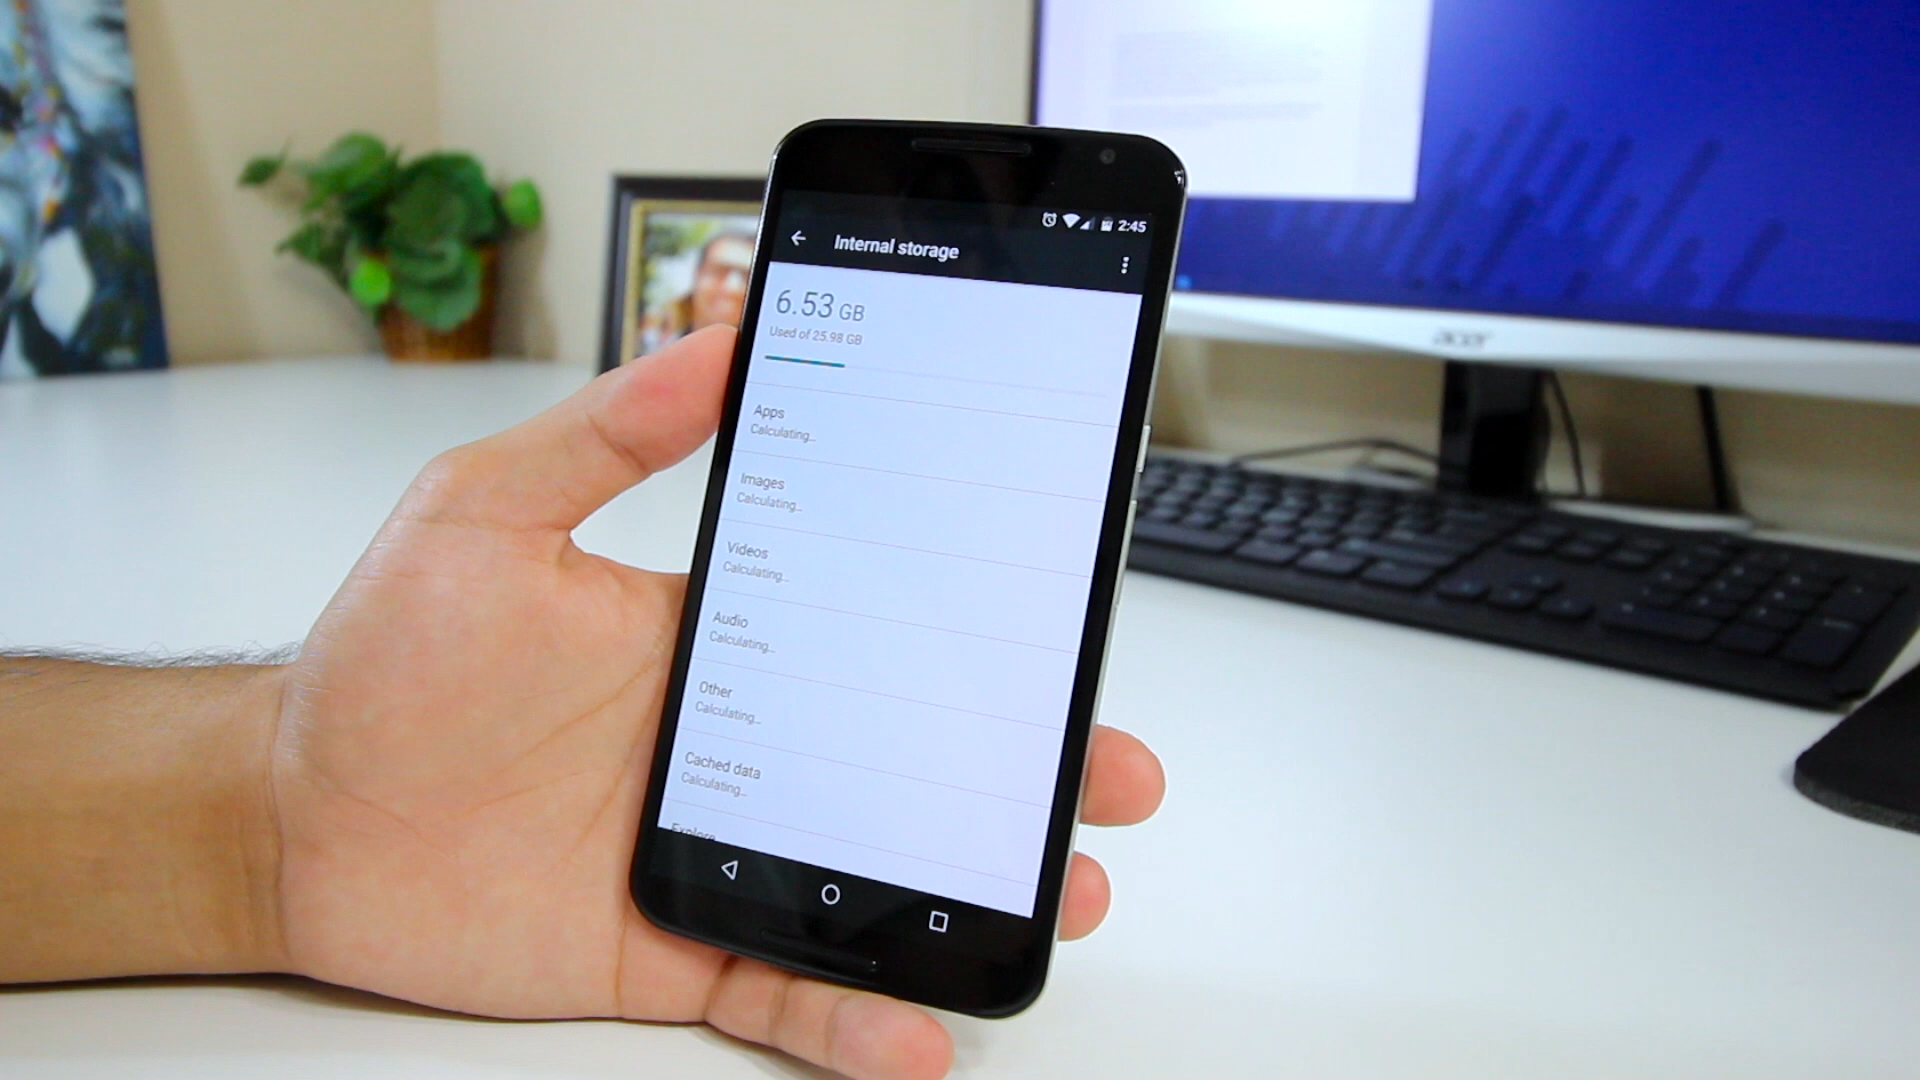 2:45
Internal storage
6.53 GB
Used of 25.98 GB
Apps
Calculating…
Images
Calculating…
Videos
Calculating…
Audio
Calculating…
Other
Calculating…
Cached data
Calculating…
Explore
acer